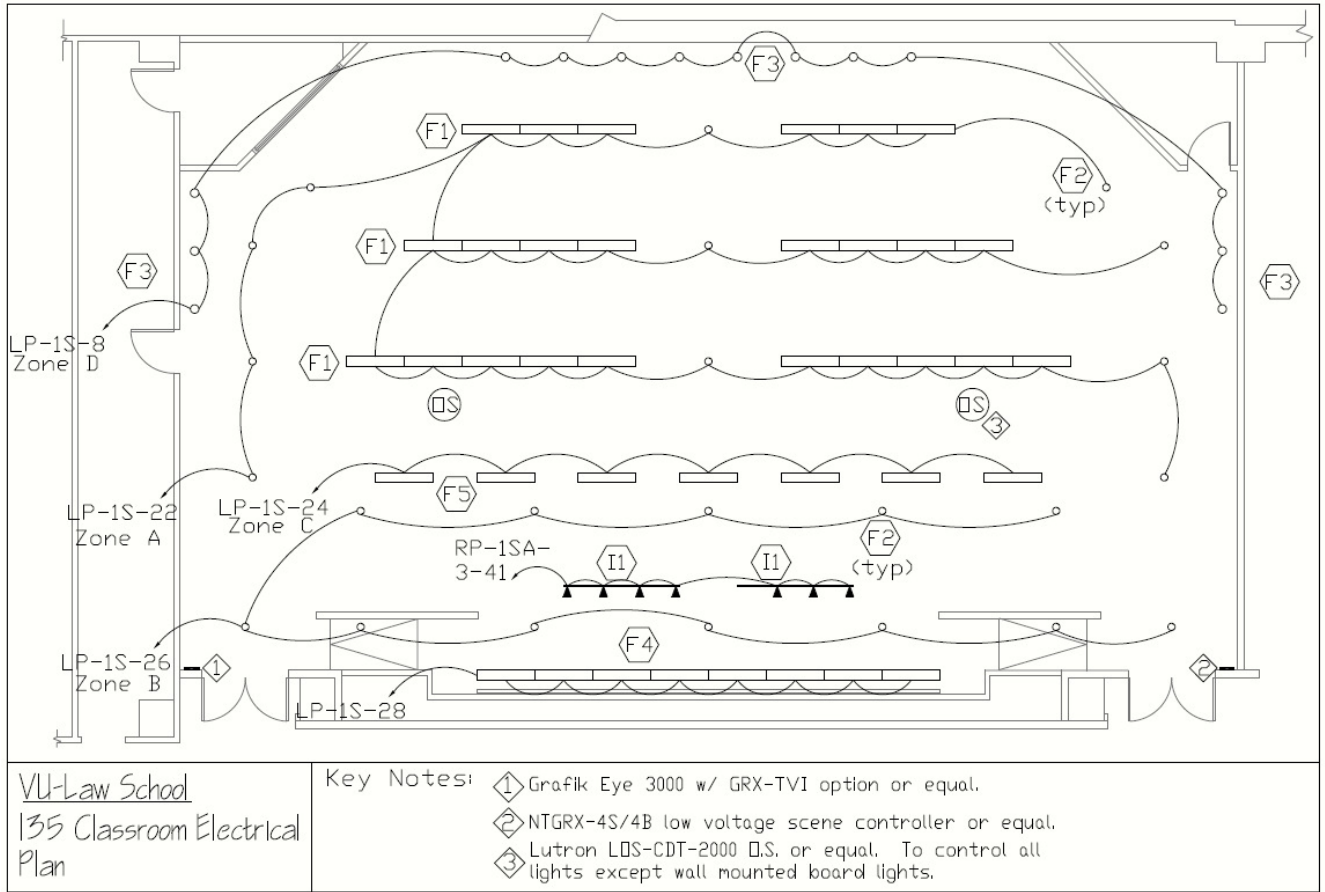 F3
F1
F2
(typ)
F1
F3
F3
LP-1S-8
Zone D
F1
OS
OS
3
LP-1S-22
Zone A
LP-1S-24
Zone C
F5
F2
(typ)
RP-1SA-
3-41
I1
I1
F4
LP-1S-26
Zone B
1
2
LP-1S-28
VU-Law School
135 Classroom Electrical
Plan
Key Notes:
1 Grafik Eye 3000 w/ GRX-TVI option or equal.
2 NTGRX-4S/4B low voltage scene controller or equal.
3 Lutron LOS-CDT-2000 O.S. or equal. To control all
lights except wall mounted board lights.